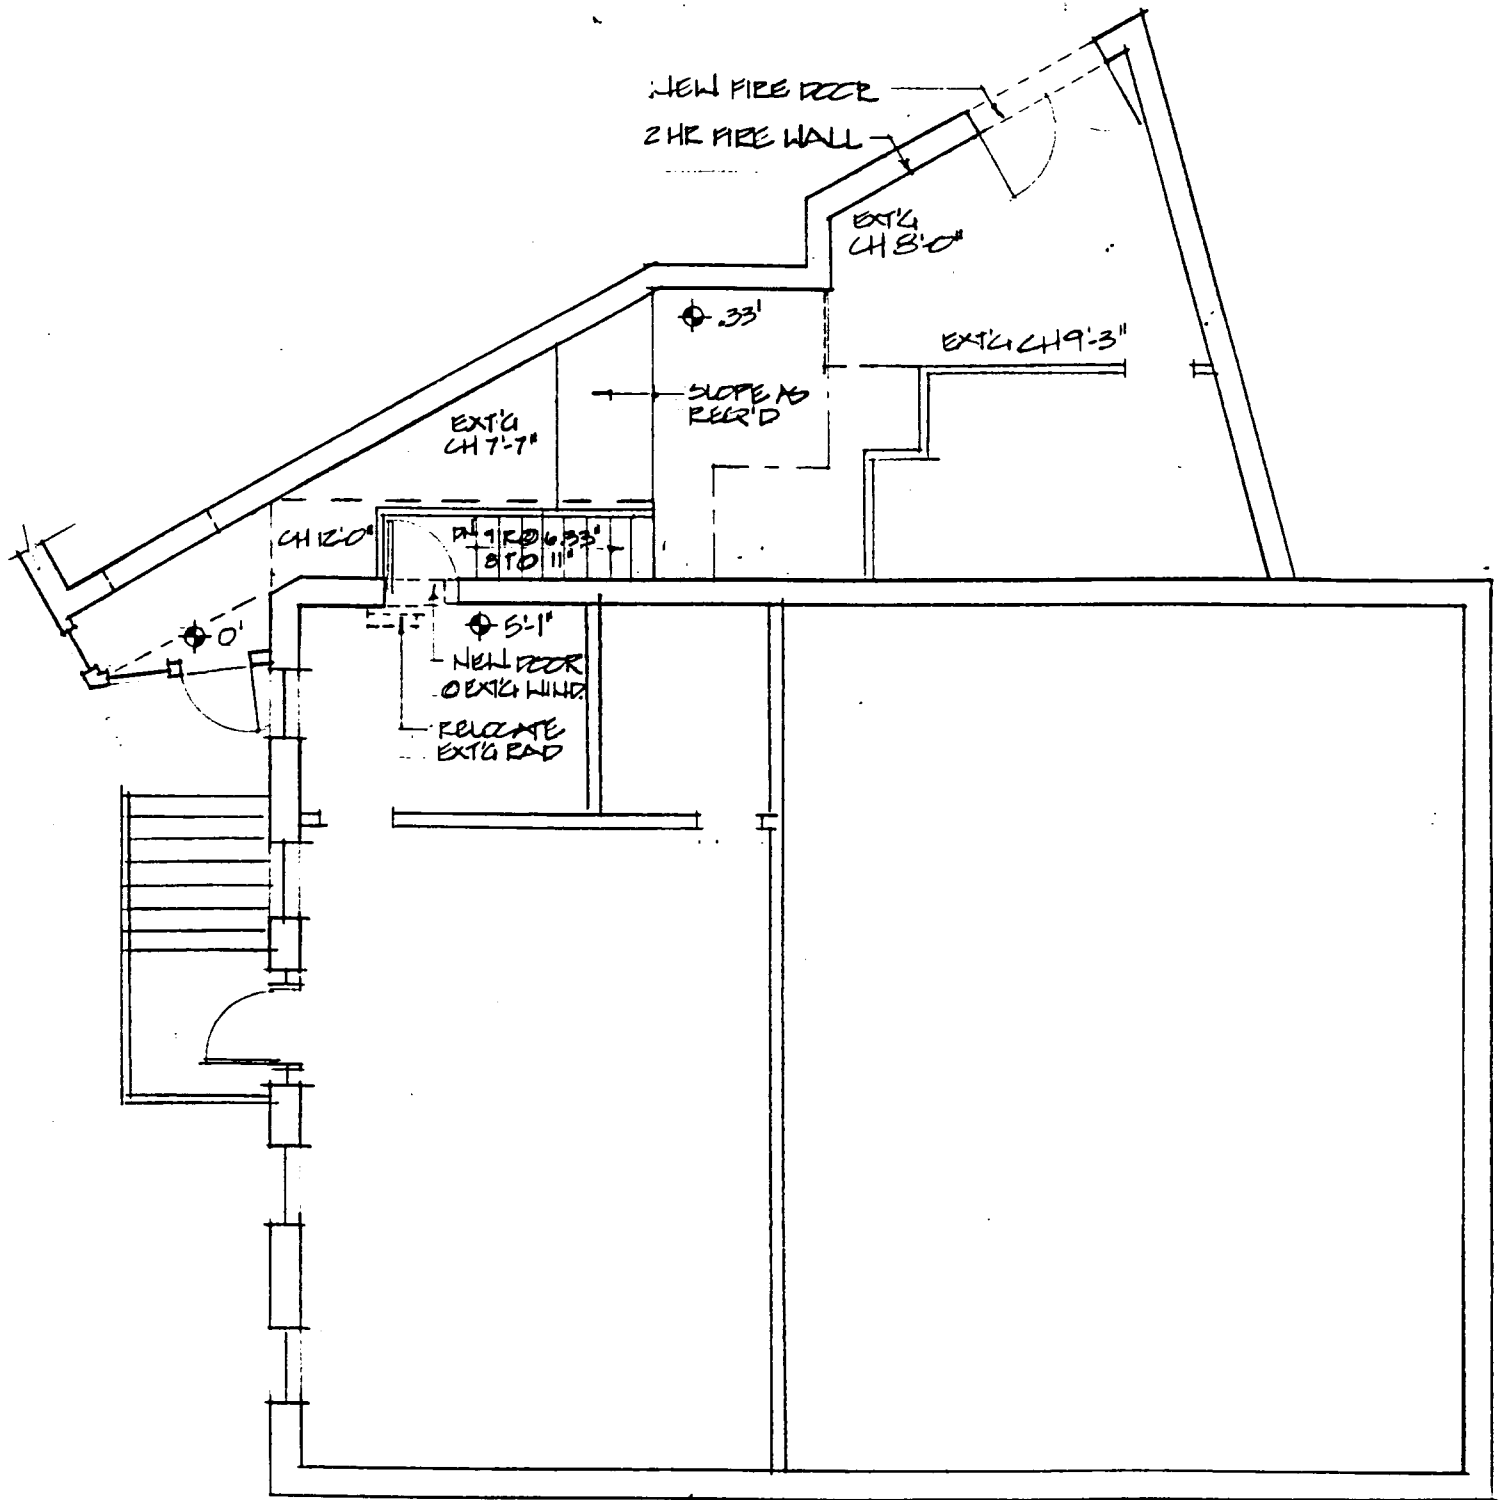 NEW FIRE DOOR
2 HR FIRE WALL
EXT'G
CH 8'-0"
.33'
EXT'G CH 9'-3"
SLOPE AS
REQ'D
EXT'G
CH 7'-7"
CH 12'0"
DN 9 R@ 6.33"
8 T@ 11"
0'
5'-1"
NEW DOOR
@ EXT'G WIND.
RELOCATE
EXT'G RAD